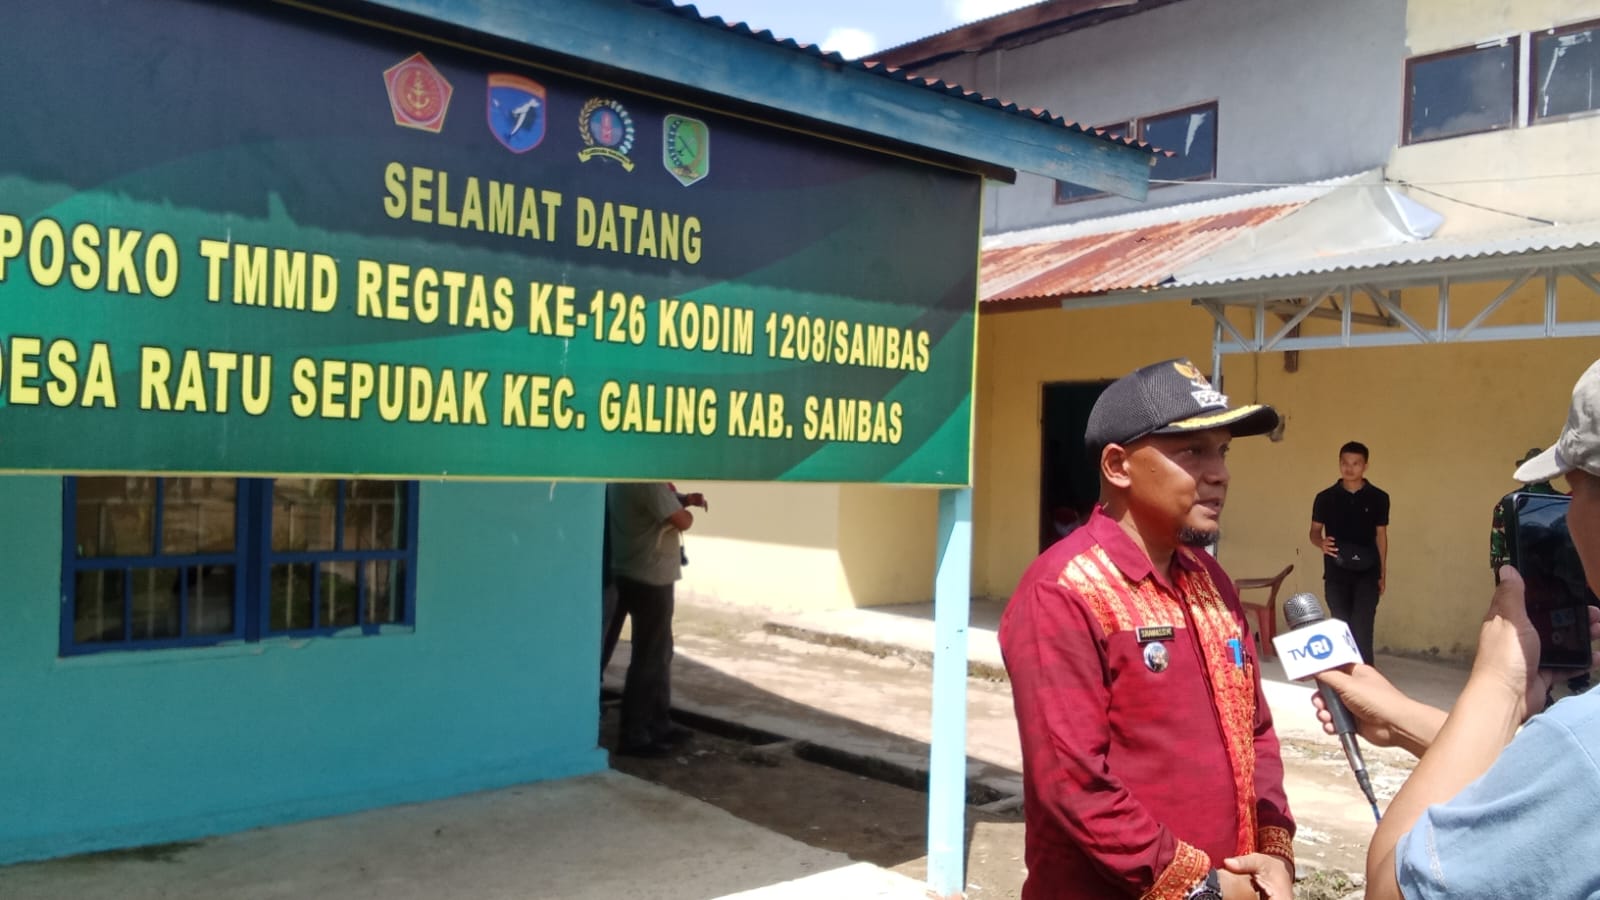 SELAMAT DATANG
POSKO TMMD REGTAS KE-126 KODIM 1208/SAMBAS
DESA RATU SEPUDAK KEC. GALING KAB. SAMBAS
TVRI